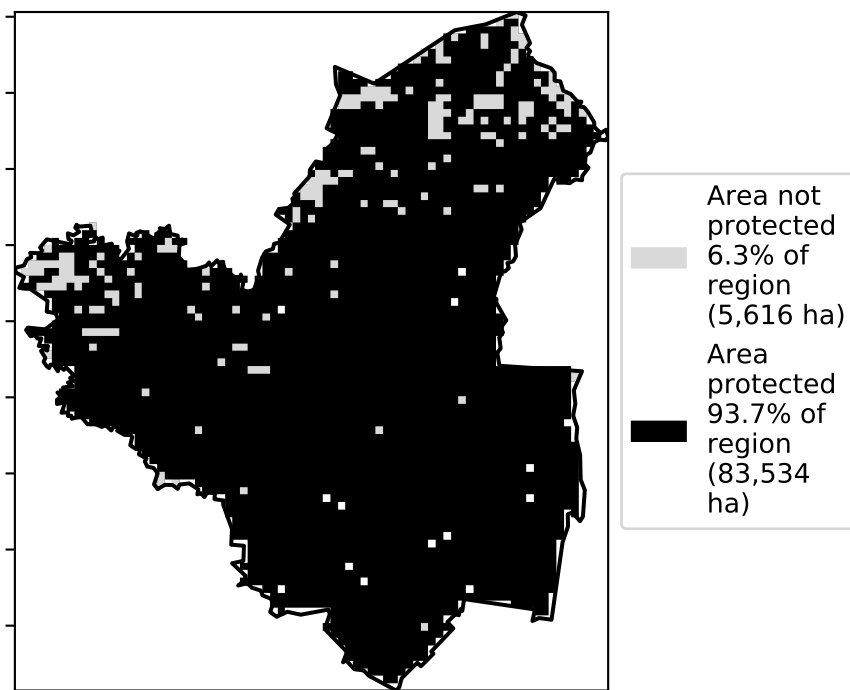 Area not
protected
6.3% of
region
(5,616 ha)
Area
protected
93.7% of
region
(83,534
ha)